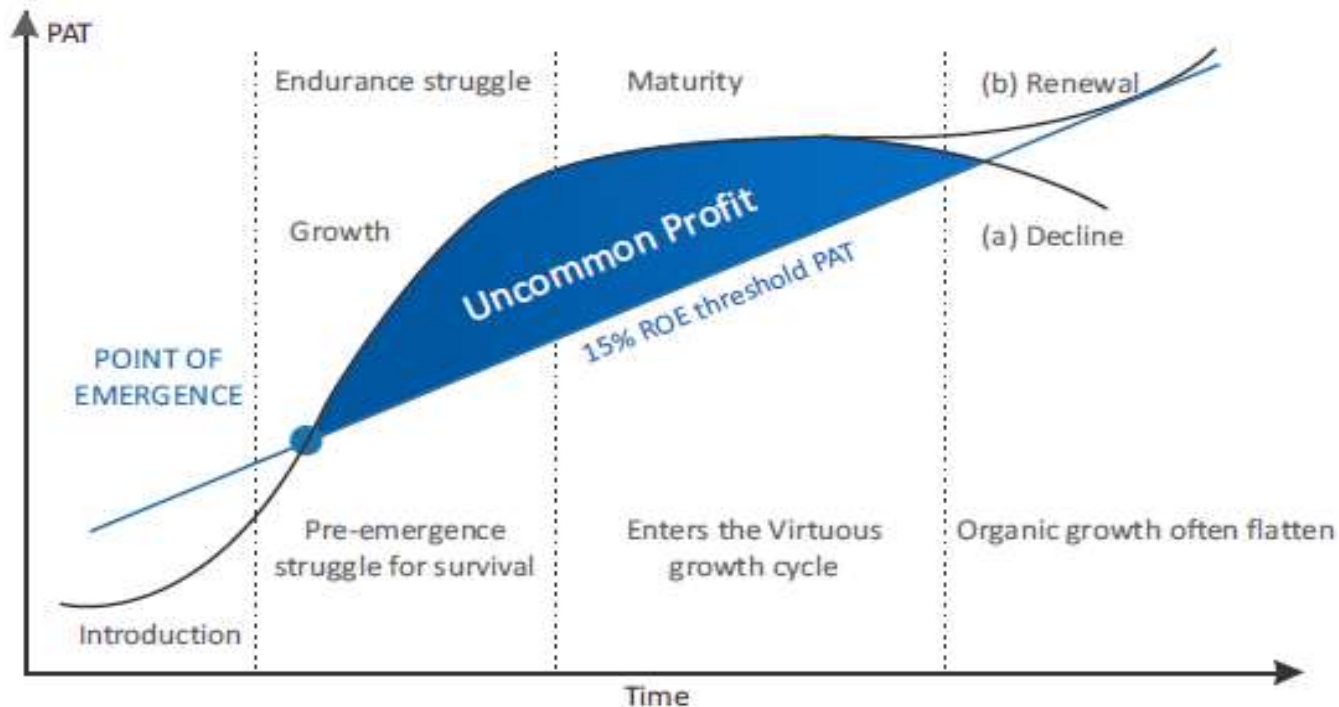 PAT
Endurance struggle
Maturity
(b) Renewal
Growth
Uncommon Profit
15% ROE threshold PAT
(a) Decline
POINT OF
EMERGENCE
Pre-emergence
struggle for survival
Enters the Virtuous
growth cycle
Organic growth often flatten
Introduction
Time